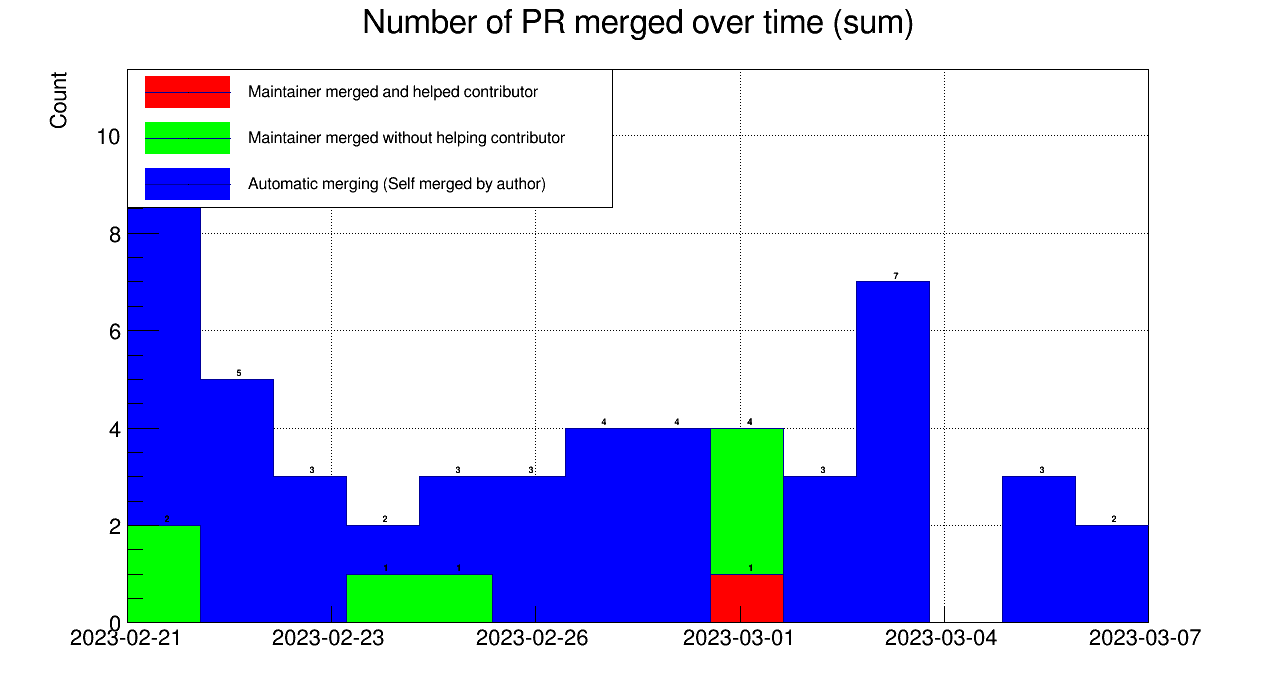 Number of PR merged over time (sum)
Count
Maintainer merged and helped contributor
Maintainer merged without helping contributor
Automatic merging (Self merged by author)
10
8
6
4
2
0
7
5
4 4 4
3 3 3 3 3
2 2 2
1 1 1
2023-02-21 2023-02-23 2023-02-26 2023-03-01 2023-03-04 2023-03-07